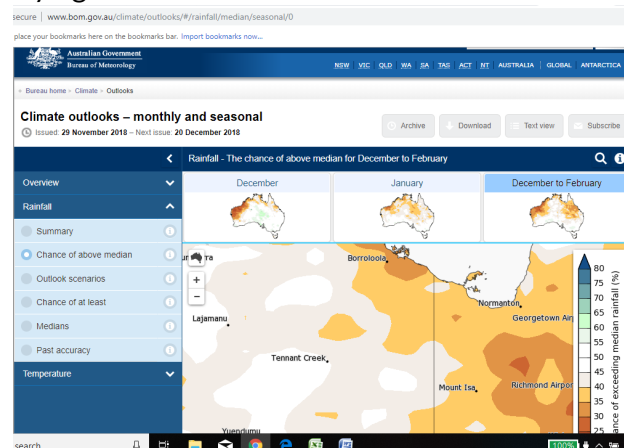 secure | www.bom.gov.au/climate/outlooks/#/rainfall/median/seasonal/0
place your bookmarks here on the bookmarks bar. Import bookmarks now...
Australian Government
Bureau of Meteorology
NSW | VIC | QLD | WA | SA | TAS | ACT | NT | AUSTRALIA | GLOBAL | ANTARCTICA
Bureau home » Climate » Outlooks
Climate outlooks – monthly and seasonal
Issued: 29 November 2018 – Next issue: 20 December 2018
Archive
Download
Text view
Subscribe
Rainfall - The chance of above median for December to February
Overview
Rainfall
Summary
Chance of above median
Outlook scenarios
Chance of at least
Medians
Past accuracy
Temperature
December
January
December to February
Borroloola
+
−
Lajamanu
Normanton
Georgetown Airp
Tennant Creek
Mount Isa
Richmond Airpor
Yuendumu
80
75
70
65
60
55
50
45
40
35
30
25
ance of exceeding median rainfall (%)
search
100%